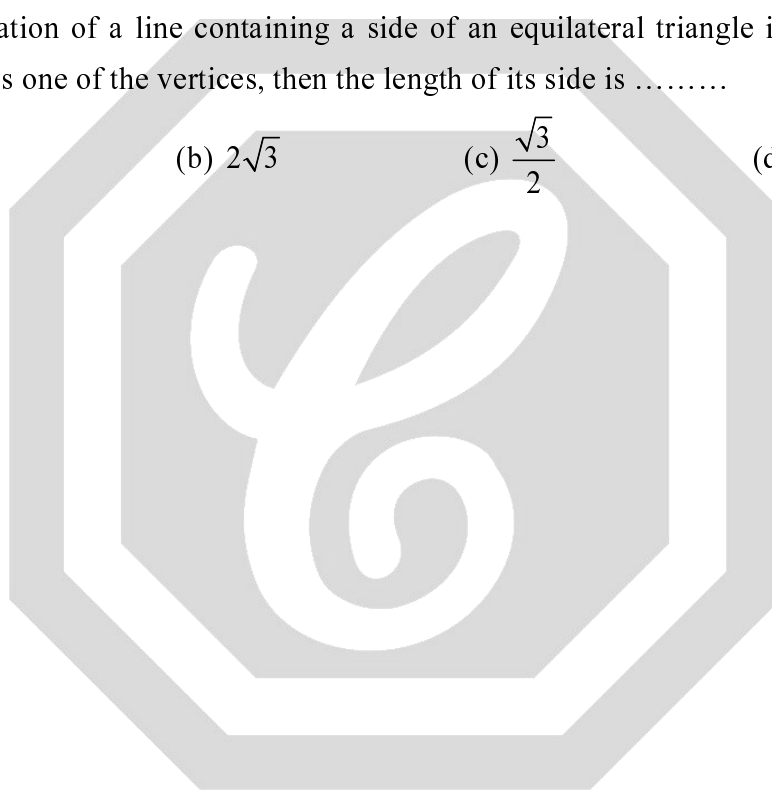 ation of a line containing a side of an equilateral triangle i
s one of the vertices, then the length of its side is .........
(b) 2√3 (c) √3/2 (d